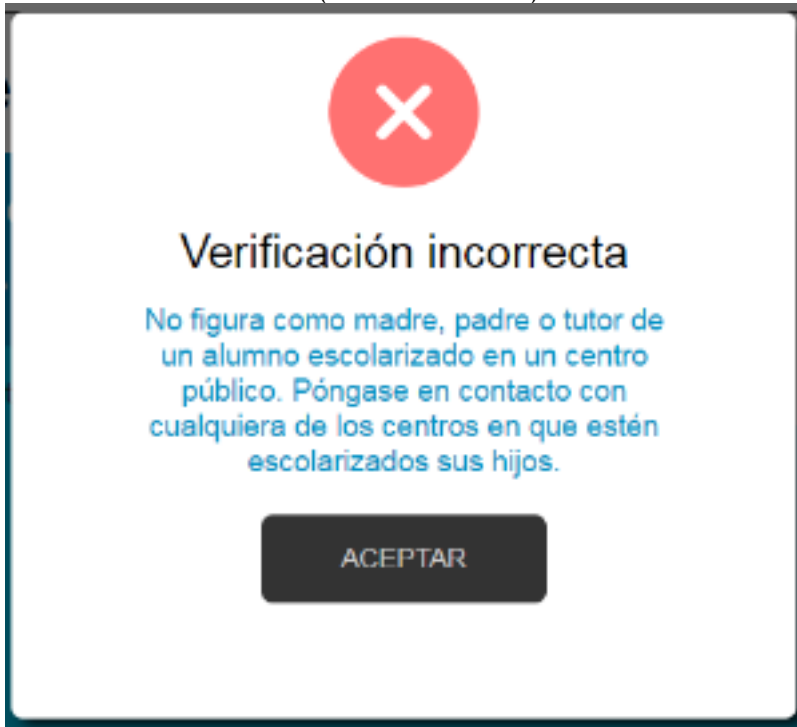 Verificación incorrecta
No figura como madre, padre o tutor de
un alumno escolarizado en un centro
público. Póngase en contacto con
cualquiera de los centros en que estén
escolarizados sus hijos.
ACEPTAR